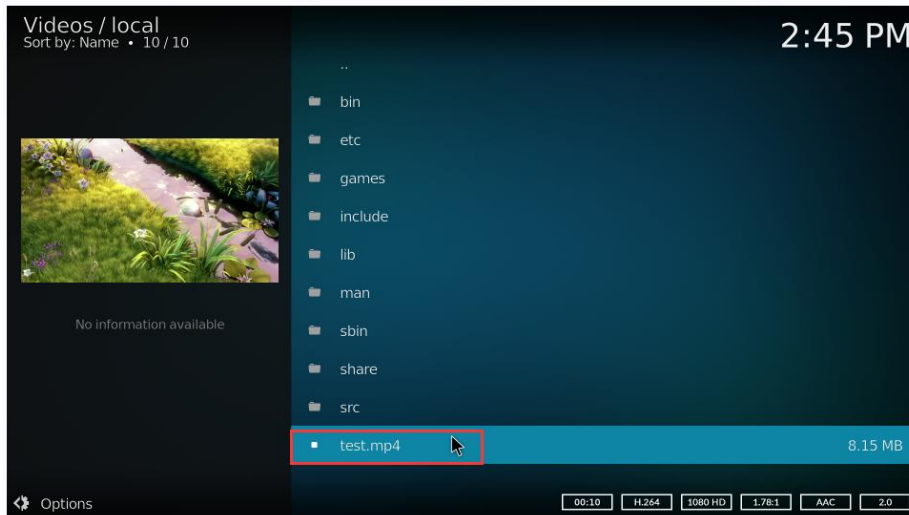 Videos / local
Sort by: Name • 10 / 10
2:45 PM
..
bin
etc
games
include
lib
man
sbin
share
src
test.mp4 8.15 MB
No information available
Options
00:10 H.264 1080 HD 1.78:1 AAC 2.0